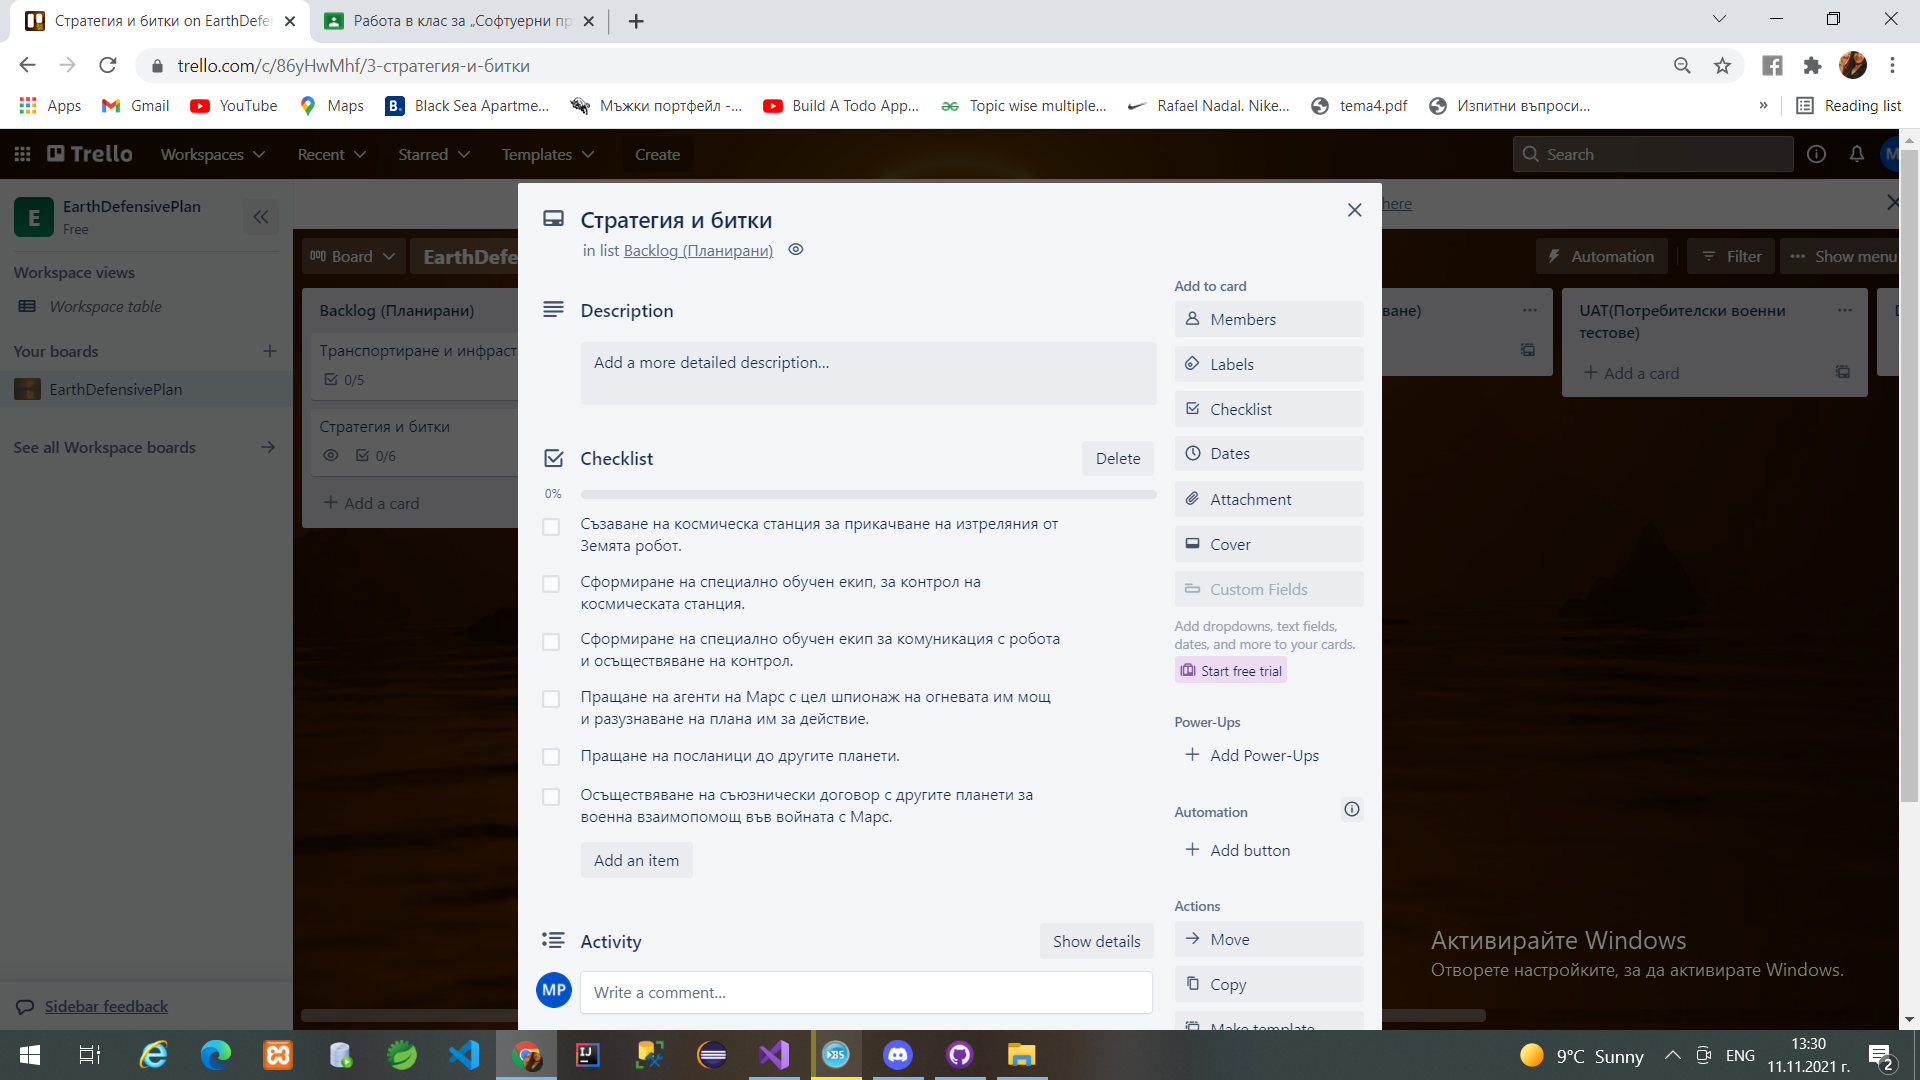 Стратегия и битки on EarthDefe
Работа в клас за „Софтуерни пр
trello.com/c/86yHwMhf/3-стратегия-и-битки
Apps
Gmail
YouTube
Maps
Black Sea Apartme...
Мъжки портфейл -...
Build A Todo App...
Topic wise multiple...
Rafael Nadal. Nike...
tema4.pdf
Изпитни въпроси...
»
Reading list
Trello
Workspaces
Recent
Starred
Templates
Create
Search
E
EarthDefensivePlan
Free
here
Board
EarthDefe
Automation
Filter
Show menu
Workspace views
Workspace table
Your boards
EarthDefensivePlan
See all Workspace boards
Sidebar feedback
Backlog (Планирани)
Транспортиране и инфраст
0/5
Стратегия и битки
0/6
Add a card
ване)
UAT(Потребителски военни
тестове)
Add a card
Стратегия и битки
in list Backlog (Планирани)
Description
Add a more detailed description...
Checklist
Delete
0%
Съзаване на космическа станция за прикачване на изтреляния от
Земята робот.
Сформиране на специално обучен екип, за контрол на
космическата станция.
Сформиране на специално обучен екип за комуникация с робота
и осъществяване на контрол.
Пращане на агенти на Марс с цел шпионаж на огневата им мощ
и разузнаване на плана им за действие.
Пращане на посланици до другите планети.
Осъществяване на съюзнически договор с другите планети за
военна взаимопомощ във войната с Марс.
Add an item
Activity
Show details
MP
Write a comment...
Add to card
Members
Labels
Checklist
Dates
Attachment
Cover
Custom Fields
Add dropdowns, text fields,
dates, and more to your cards.
Start free trial
Power-Ups
Add Power-Ups
Automation
Add button
Actions
Move
Copy
Make template
Активирайте Windows
Отворете настройките, за да активирате Windows.
9°C Sunny
ENG
13:30
11.11.2021 г.
2